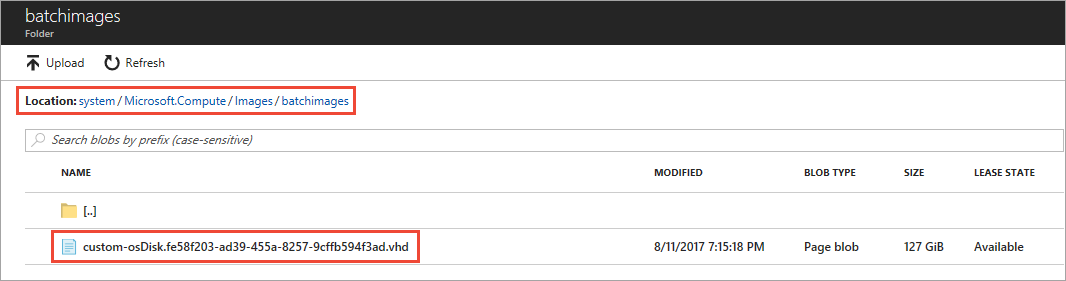 batchimages
Folder
Upload Refresh
Location: system / Microsoft.Compute / Images / batchimages
Search blobs by prefix (case-sensitive)
NAME MODIFIED BLOB TYPE SIZE LEASE STATE
[..]
custom-osDisk.fe58f203-ad39-455a-8257-9cffb594f3ad.vhd 8/11/2017 7:15:18 PM Page blob 127 GiB Available